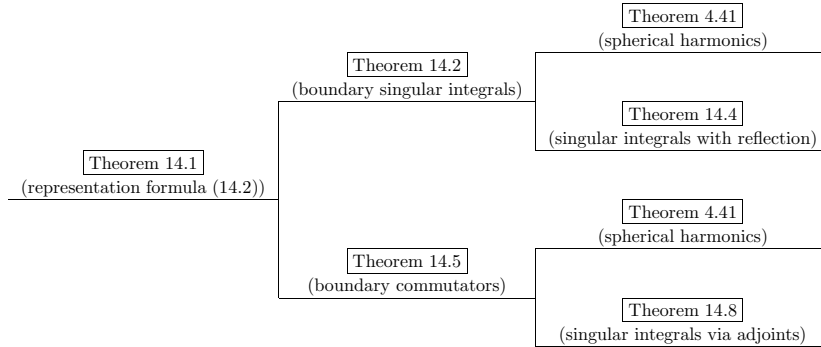 Theorem 4.41
(spherical harmonics)
Theorem 14.2
(boundary singular integrals)
Theorem 14.4
(singular integrals with reflection)
Theorem 14.1
(representation formula (14.2))
Theorem 4.41
(spherical harmonics)
Theorem 14.5
(boundary commutators)
Theorem 14.8
(singular integrals via adjoints)